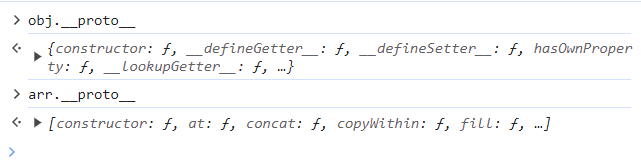 obj.__proto__
{constructor: ƒ, __defineGetter__: ƒ, __defineSetter__: ƒ, hasOwnProper
ty: ƒ, __lookupGetter__: ƒ, …}
arr.__proto__
[constructor: ƒ, at: ƒ, concat: ƒ, copyWithin: ƒ, fill: ƒ, …]